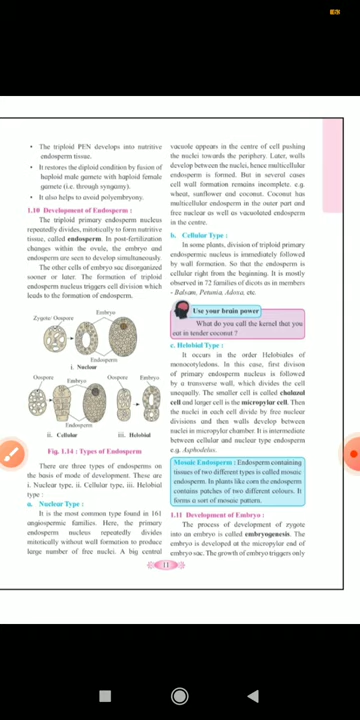 • The triploid PEN develops into nutritive
endosperm tissue.
• It restores the diploid condition by fusion of
haploid male gamete with haploid female
gamete (i.e. through syngamy).
• It also helps to avoid polyembryony.
1.10 Development of Endosperm :
The triploid primary endosperm nucleus
repeatedly divides, mitotically to form nutritive
tissue, called endosperm. In post-fertilization
changes within the ovule, the embryo and
endosperm are seen to develop simultaneously.
The other cells of embryo sac disorganized
sooner or later. The formation of triploid
endosperm nucleus triggers cell division which
leads to the formation of endosperm.
Zygote Oospore
Embryo
Endosperm
i. Nuclear
Oospore
Embryo
Oospore
Embryo
Endosperm
ii. Cellular
iii. Helobial
Fig. 1.14 : Types of Endosperm
There are three types of endosperms on
the basis of mode of development. These are
i. Nuclear type, ii. Cellular type, iii. Helobial
type :
a. Nuclear Type :
It is the most common type found in 161
angiospermic families. Here, the primary
endosperm nucleus repeatedly divides
mitotically without wall formation to produce
large number of free nuclei. A big central
vacuole appears in the centre of cell pushing
the nuclei towards the periphery. Later, walls
develop between the nuclei, hence multicellular
endosperm is formed. But in several cases
cell wall formation remains incomplete. e.g.
wheat, sunflower and coconut. Coconut has
multicellular endosperm in the outer part and
free nuclear as well as vacuolated endosperm
in the centre.
b. Cellular Type :
In some plants, division of triploid primary
endospermic nucleus is immediately followed
by wall formation. So that the endosperm is
cellular right from the beginning. It is mostly
observed in 72 families of dicots as in members
- Balsam, Petunia, Adoxa, etc.
Use your brain power
What do you call the kernel that you
eat in tender coconut ?
c. Helobial Type :
It occurs in the order Helobiales of
monocotyledons. In this case, first divison
of primary endosperm nucleus is followed
by a transverse wall, which divides the cell
unequally. The smaller cell is called chalazal
cell and larger cell is the micropylar cell. Then
the nuclei in each cell divide by free nuclear
divisions and then walls develop between
nuclei in micropylar chamber. It is intermediate
between cellular and nuclear type endosperm
e.g. Asphodelus.
Mosaic Endosperm : Endosperm containing
tissues of two different types is called mosaic
endosperm. In plants like corn the endosperm
contains patches of two different colours. It
forms a sort of mosaic pattern.
1.11 Development of Embryo :
The process of development of zygote
into an embryo is called embryogenesis. The
embryo is developed at the micropylar end of
embryo sac. The growth of embryo triggers only
11